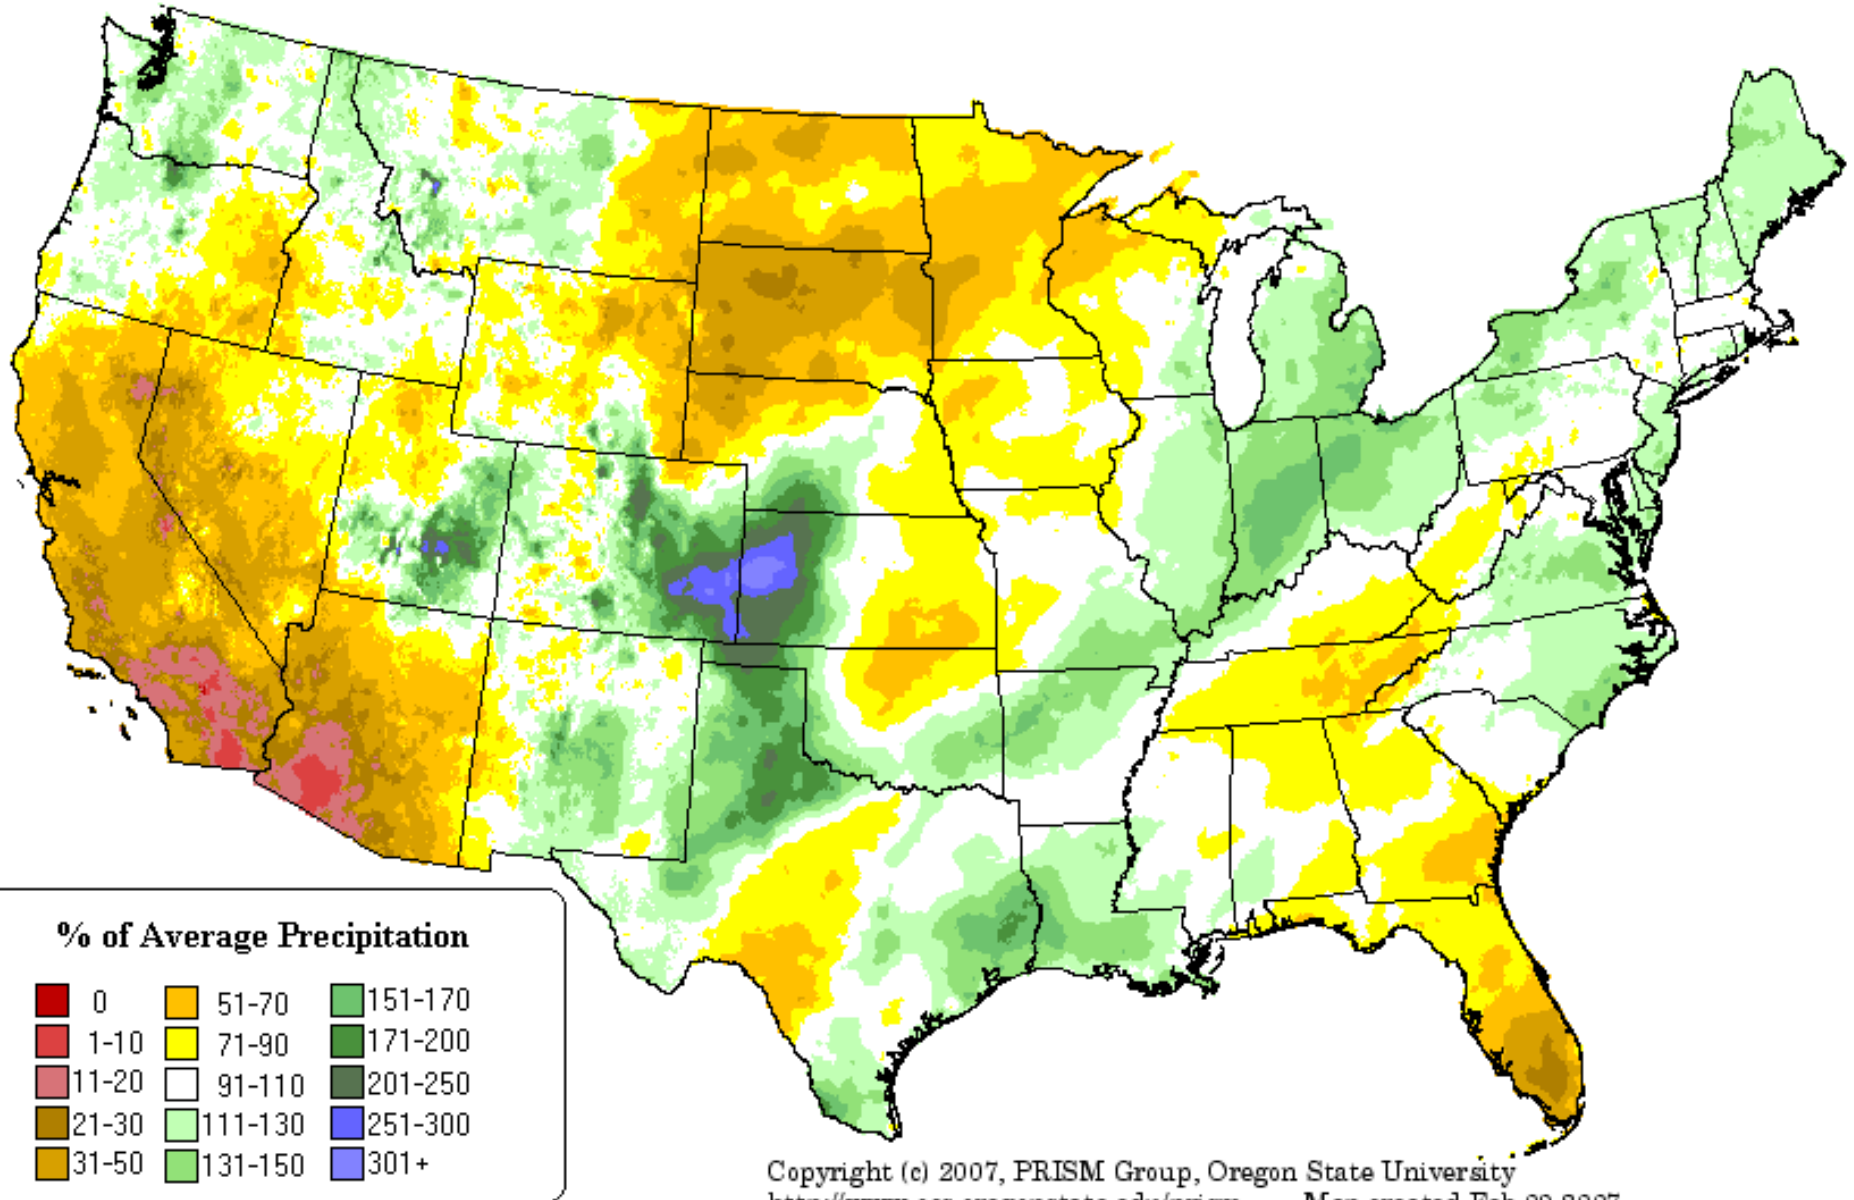 % of Average Precipitation
0 51-70 151-170
1-10 71-90 171-200
11-20 91-110 201-250
21-30 111-130 251-300
31-50 131-150 301+
Copyright (c) 2007, PRISM Group, Oregon State University